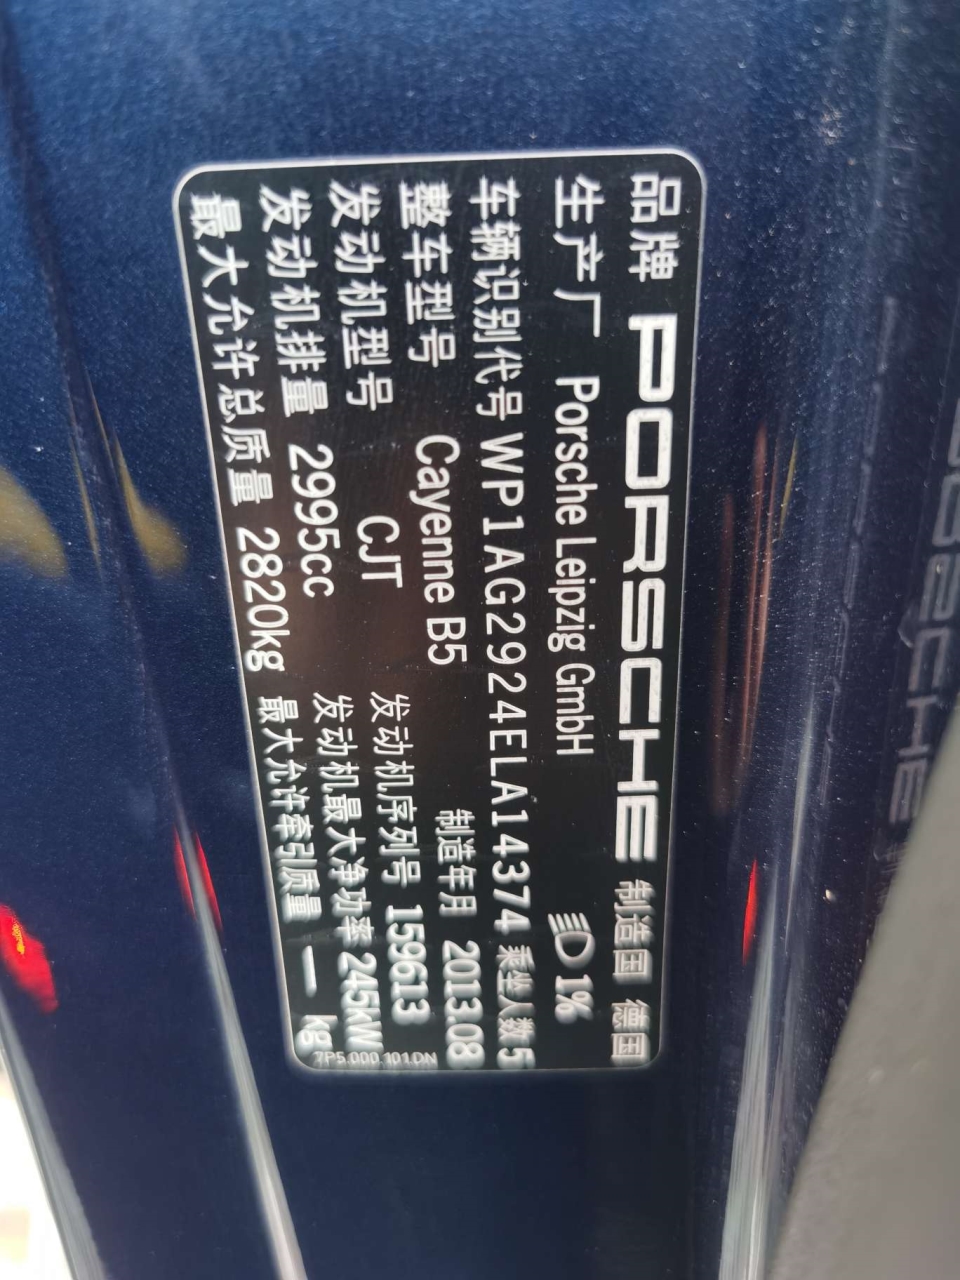 品牌 PORSCHE 制造国 德国
生产厂 Porsche Leipzig GmbH 1%
车辆识别代号 WP1AG2924ELA14374 乘坐人数 5
整车型号 Cayenne B5 制造年月 2013.08
发动机型号 CJT 发动机序列号 159613
发动机排量 2995cc 发动机最大净功率 245kW
最大允许总质量 2820kg 最大允许牵引质量 — kg
7P5.000.101.DN